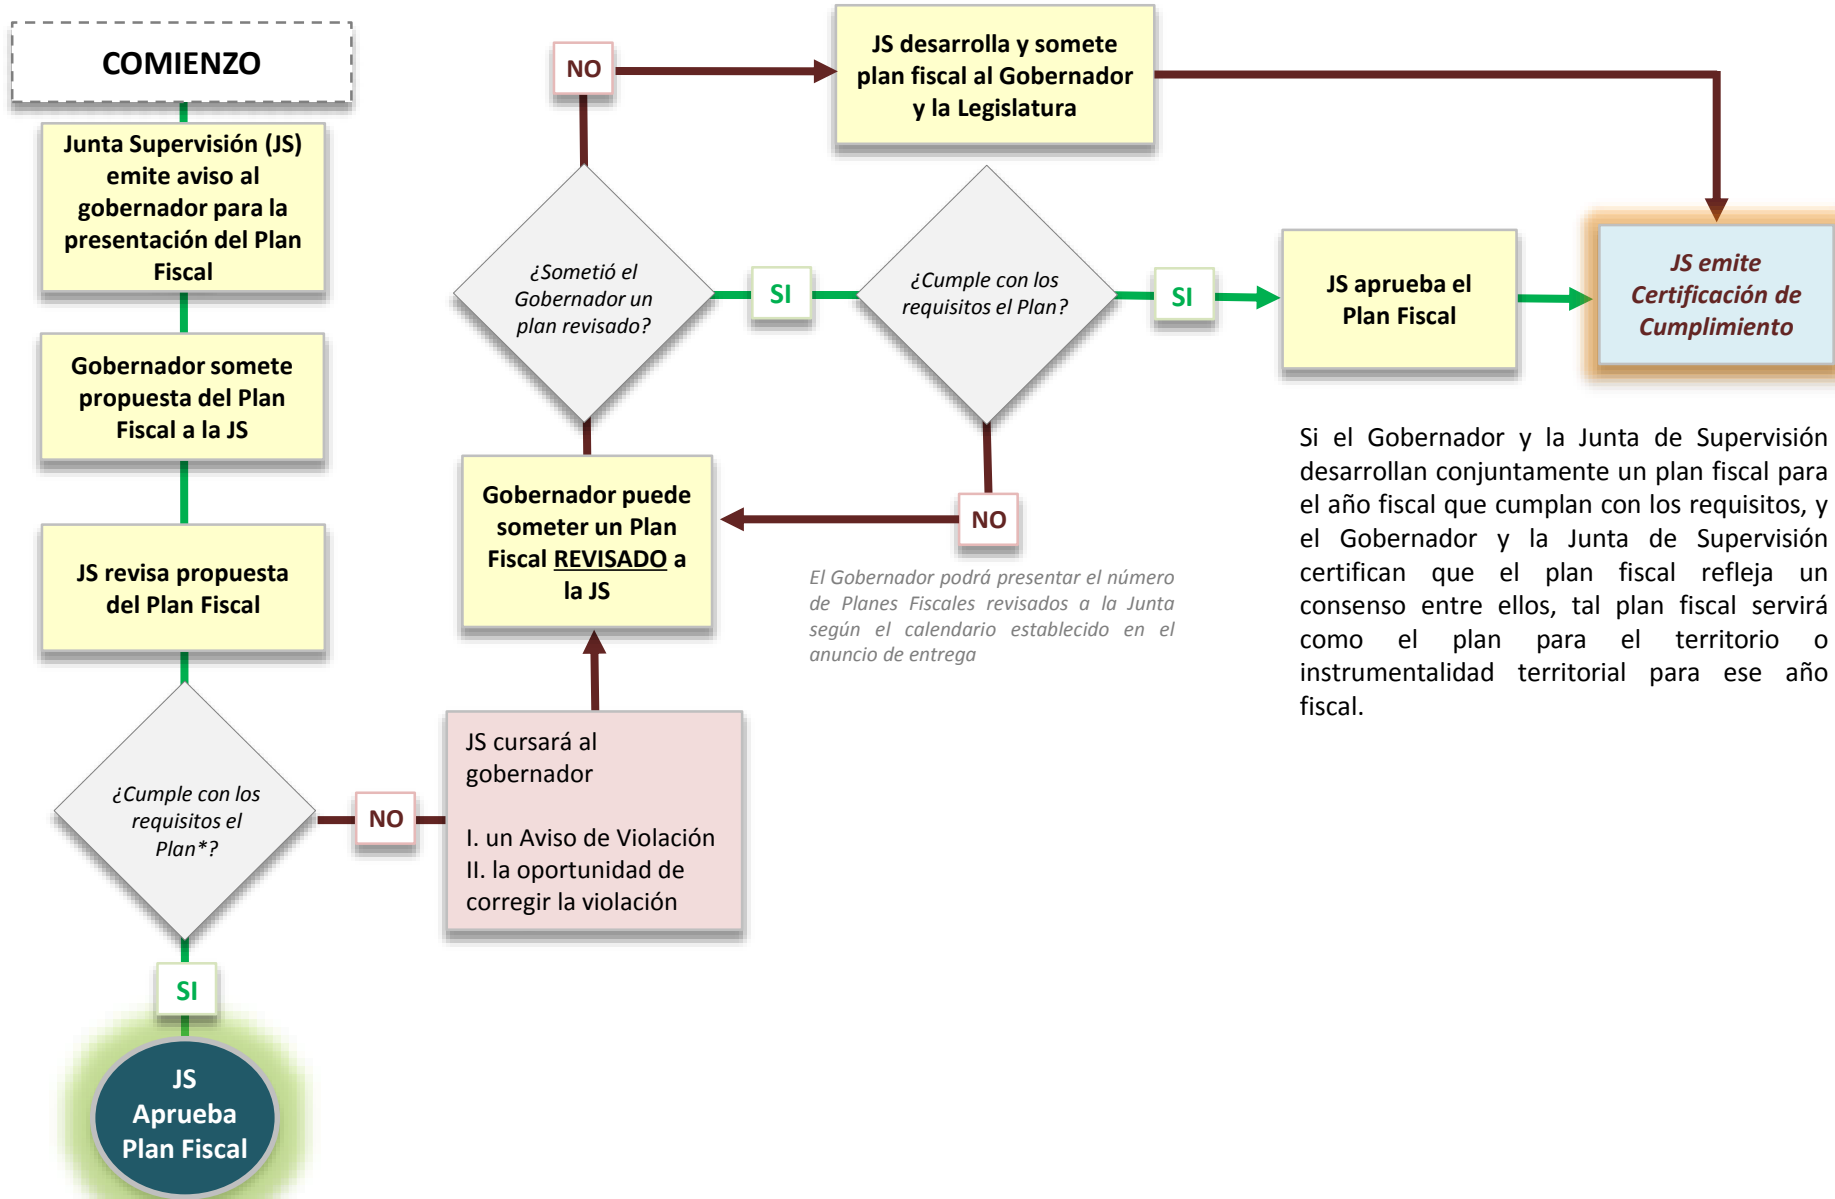 COMIENZO
Junta Supervisión (JS)
emite aviso al
gobernador para la
presentación del Plan
Fiscal
Gobernador somete
propuesta del Plan
Fiscal a la JS
JS revisa propuesta
del Plan Fiscal
¿Cumple con los
requisitos el
Plan*?
SI
JS
Aprueba
Plan Fiscal
NO
JS cursará al
gobernador
I. un Aviso de Violación
II. la oportunidad de
corregir la violación
Gobernador puede
someter un Plan
Fiscal REVISADO a
la JS
¿Sometió el
Gobernador un
plan revisado?
NO
JS desarrolla y somete
plan fiscal al Gobernador
y la Legislatura
SI
¿Cumple con los
requisitos el Plan?
NO
El Gobernador podrá presentar el número
de Planes Fiscales revisados a la Junta
según el calendario establecido en el
anuncio de entrega
SI
JS aprueba el
Plan Fiscal
JS emite
Certificación de
Cumplimiento
Si el Gobernador y la Junta de Supervisión
desarrollan conjuntamente un plan fiscal para
el año fiscal que cumplan con los requisitos, y
el Gobernador y la Junta de Supervisión
certifican que el plan fiscal refleja un
consenso entre ellos, tal plan fiscal servirá
como el plan para el territorio o
instrumentalidad territorial para ese año
fiscal.